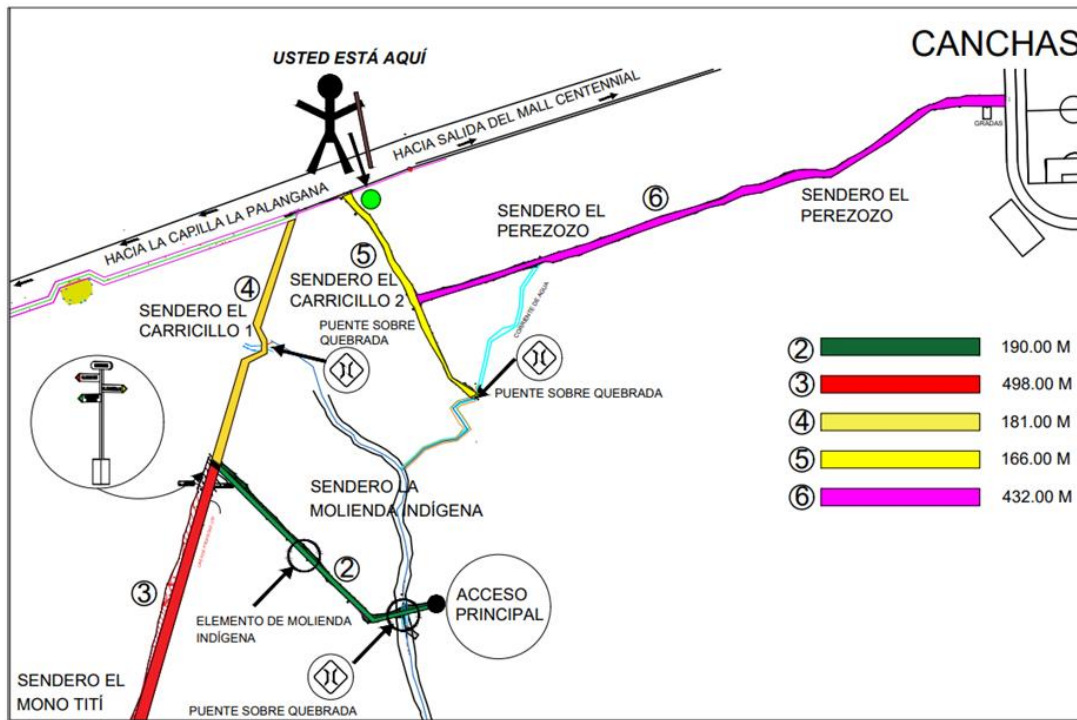 CANCHAS
USTED ESTÁ AQUÍ
HACIA SALIDA DEL MALL CENTENNIAL
HACIA LA CAPILLA LA PALANGANA
GRADAS
6
SENDERO EL
PEREZOZO
SENDERO EL
PEREZOZO
5
SENDERO EL
CARRICILLO 2
4
SENDERO EL
CARRICILLO 1
PUENTE SOBRE
QUEBRADA
CORRIENTE DE AGUA
PUENTE SOBRE QUEBRADA
2 190.00 M
3 498.00 M
4 181.00 M
5 166.00 M
6 432.00 M
SENDERO LA
MOLIENDA INDÍGENA
2
3
ACCESO
PRINCIPAL
ELEMENTO DE MOLIENDA
INDÍGENA
SENDERO EL
MONO TITÍ
PUENTE SOBRE QUEBRADA